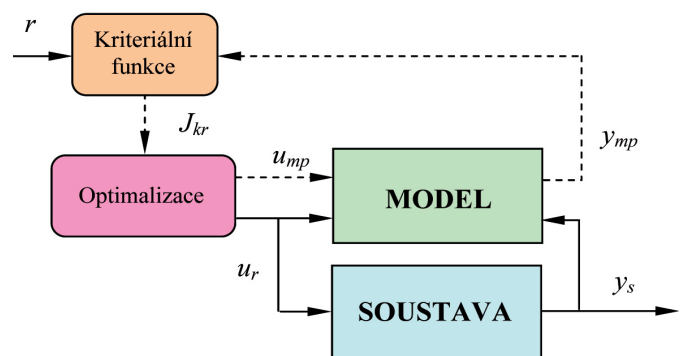 r
Kriteriální
funkce
J_kr
u_mp
y_mp
Optimalizace
MODEL
u_r
y_s
SOUSTAVA